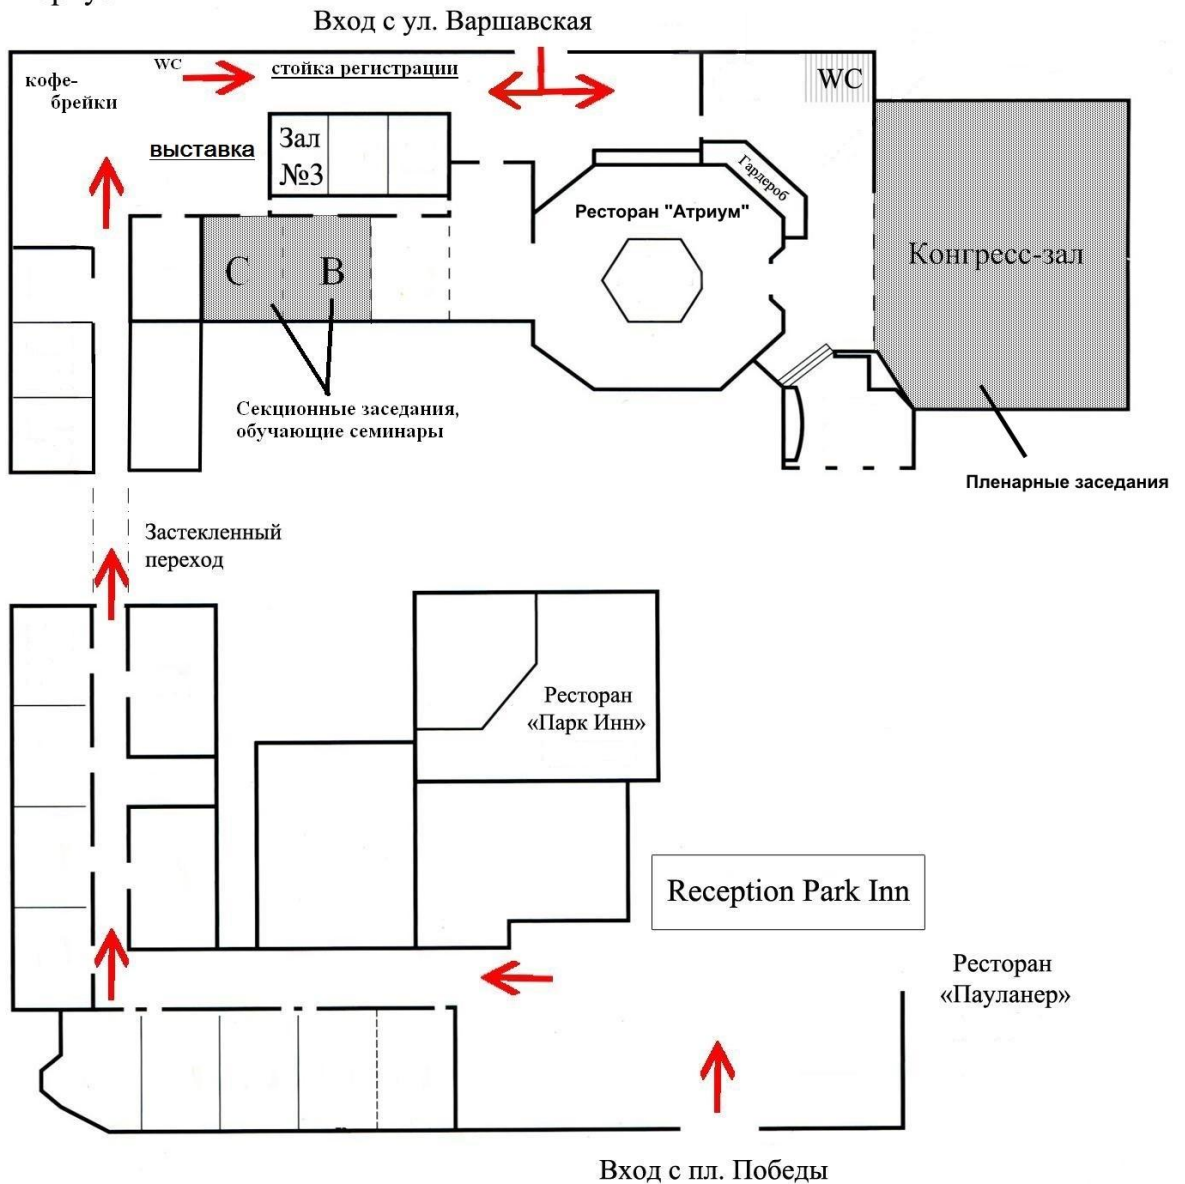 Вход с ул. Варшавская
WC
стойка регистрации
кофе-
брейки
WC
выставка
Зал
№3
Гардероб
Ресторан "Атриум"
C
B
Конгресс-зал
Секционные заседания,
обучающие семинары
Пленарные заседания
Застекленный
переход
Ресторан
«Парк Инн»
Reception Park Inn
Ресторан
«Пауланер»
Вход с пл. Победы